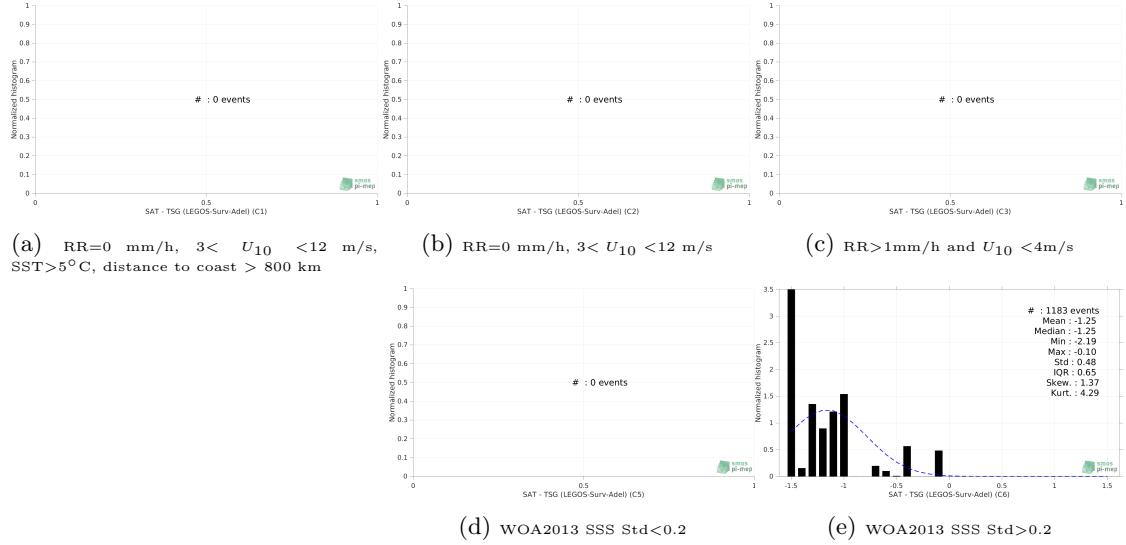 1
0.9
0.8
0.7
0.6
0.5
0.4
0.3
0.2
0.1
0
Normalized histogram
# : 0 events
smos
pi-mep
0 0.5 1
SAT - TSG (LEGOS-Surv-Adel) (C1)
1
0.9
0.8
0.7
0.6
0.5
0.4
0.3
0.2
0.1
0
Normalized histogram
# : 0 events
smos
pi-mep
0 0.5 1
SAT - TSG (LEGOS-Surv-Adel) (C2)
1
0.9
0.8
0.7
0.6
0.5
0.4
0.3
0.2
0.1
0
Normalized histogram
# : 0 events
smos
pi-mep
0 0.5 1
SAT - TSG (LEGOS-Surv-Adel) (C3)
(a) RR=0 mm/h, 3< U10 <12 m/s,
SST>5°C, distance to coast > 800 km
(b) RR=0 mm/h, 3< U10 <12 m/s
(c) RR>1mm/h and U10 <4m/s
1
0.9
0.8
0.7
0.6
0.5
0.4
0.3
0.2
0.1
0
Normalized histogram
# : 0 events
smos
pi-mep
0 0.5 1
SAT - TSG (LEGOS-Surv-Adel) (C5)
3.5
3
2.5
2
1.5
1
0.5
0
Normalized histogram
# : 1183 events
Mean : -1.25
Median : -1.25
Min : -2.19
Max : -0.10
Std : 0.48
IQR : 0.65
Skew. : 1.37
Kurt. : 4.29
smos
pi-mep
-1.5 -1 -0.5 0 0.5 1 1.5
SAT - TSG (LEGOS-Surv-Adel) (C6)
(d) WOA2013 SSS Std<0.2
(e) WOA2013 SSS Std>0.2